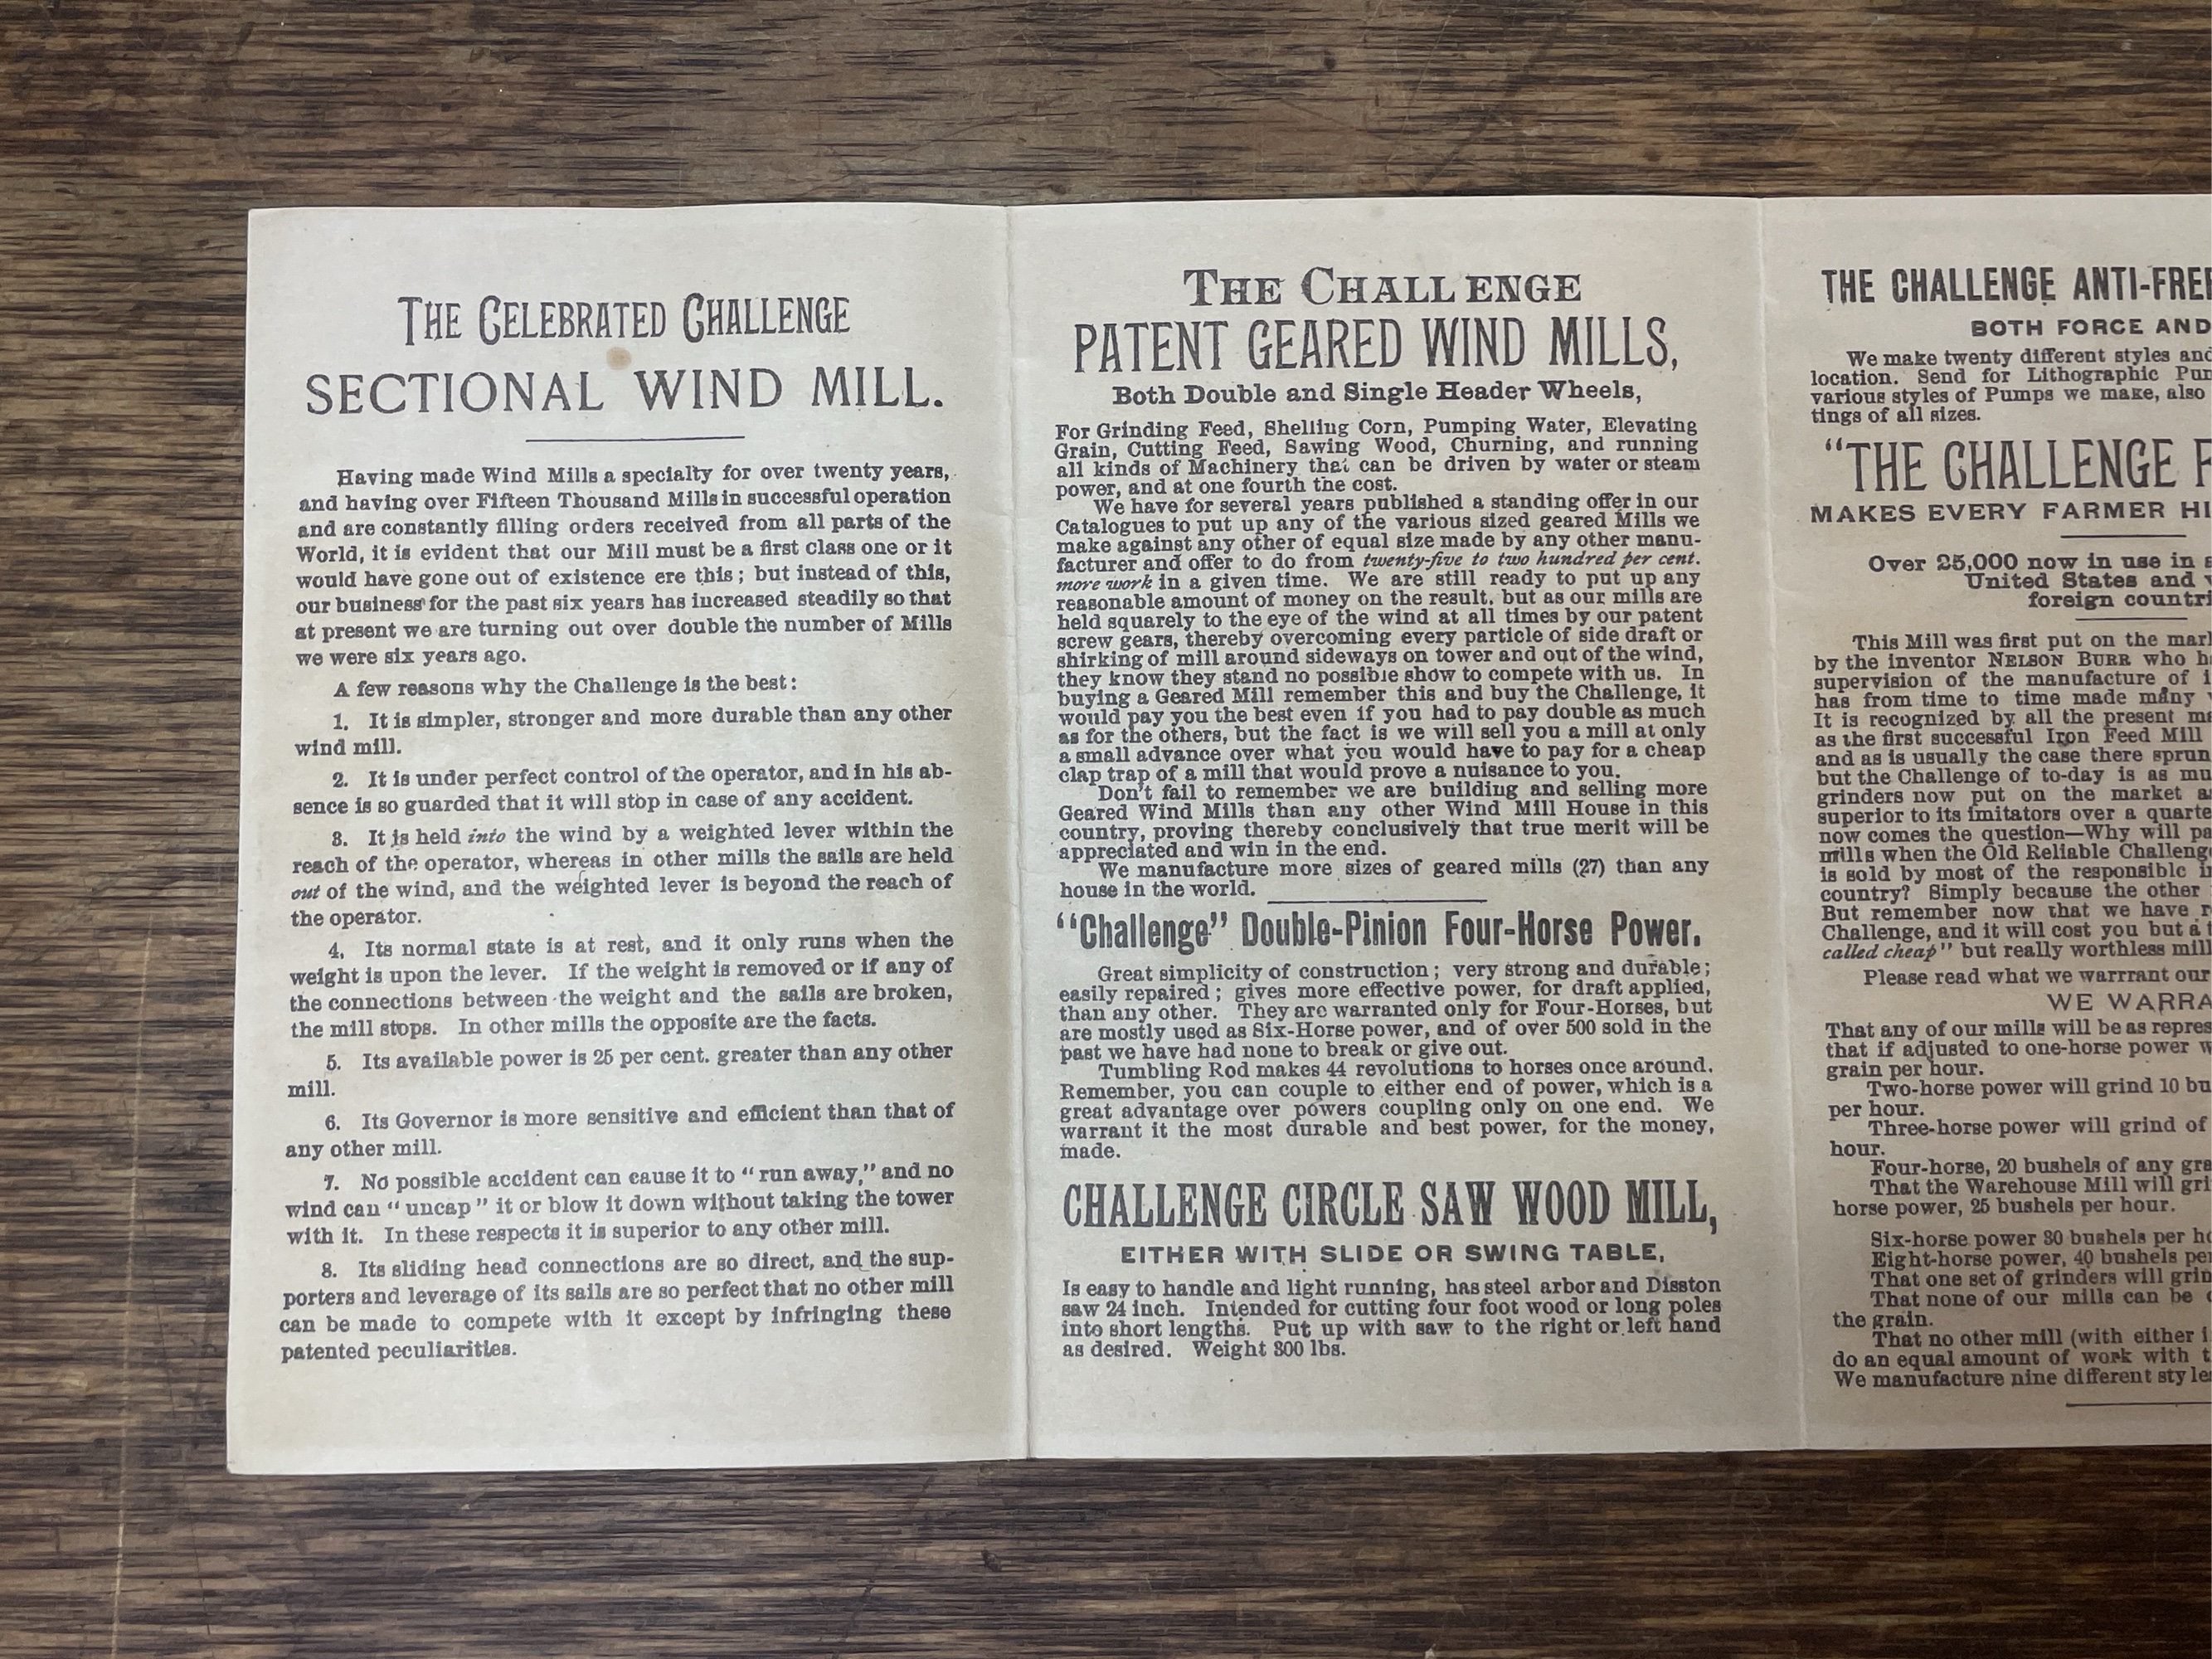 THE CELEBRATED CHALLENGE
SECTIONAL WIND MILL.
Having made Wind Mills a specialty for over twenty years,
and having over Fifteen Thousand Mills in successful operation
and are constantly filling orders received from all parts of the
World, it is evident that our Mill must be a first class one or it
would have gone out of existence ere this; but instead of this,
our business for the past six years has increased steadily so that
at present we are turning out over double the number of Mills
we were six years ago.
A few reasons why the Challenge is the best:
1. It is simpler, stronger and more durable than any other
wind mill.
2. It is under perfect control of the operator, and in his ab-
sence is so guarded that it will stop in case of any accident.
3. It is held into the wind by a weighted lever within the
reach of the operator, whereas in other mills the sails are held
out of the wind, and the weighted lever is beyond the reach of
the operator.
4. Its normal state is at rest, and it only runs when the
weight is upon the lever. If the weight is removed or if any of
the connections between the weight and the sails are broken,
the mill stops. In other mills the opposite are the facts.
5. Its available power is 25 per cent. greater than any other
mill.
6. Its Governor is more sensitive and efficient than that of
any other mill.
7. No possible accident can cause it to "run away," and no
wind can "uncap" it or blow it down without taking the tower
with it. In these respects it is superior to any other mill.
8. Its sliding head connections are so direct, and the sup-
porters and leverage of its sails are so perfect that no other mill
can be made to compete with it except by infringing these
patented peculiarities.
THE CHALLENGE
PATENT GEARED WIND MILLS,
Both Double and Single Header Wheels,
For Grinding Feed, Shelling Corn, Pumping Water, Elevating
Grain, Cutting Feed, Sawing Wood, Churning, and running
all kinds of Machinery that can be driven by water or steam
power, and at one fourth the cost.
We have for several years published a standing offer in our
Catalogues to put up any of the various sized geared Mills we
make against any other of equal size made by any other manu-
facturer and offer to do from twenty-five to two hundred per cent.
more work in a given time. We are still ready to put up any
reasonable amount of money on the result, but as our mills are
held squarely to the eye of the wind at all times by our patent
screw gears, thereby overcoming every particle of side draft or
shirking of mill around sideways on tower and out of the wind,
they know they stand no possible show to compete with us. In
buying a Geared Mill remember this and buy the Challenge, it
would pay you the best even if you had to pay double as much
as for the others, but the fact is we will sell you a mill at only
a small advance over what you would have to pay for a cheap
clap trap of a mill that would prove a nuisance to you.
Don't fail to remember we are building and selling more
Geared Wind Mills than any other Wind Mill House in this
country, proving thereby conclusively that true merit will be
appreciated and win in the end.
We manufacture more sizes of geared mills (27) than any
house in the world.
"Challenge" Double-Pinion Four-Horse Power.
Great simplicity of construction; very strong and durable;
easily repaired; gives more effective power, for draft applied,
than any other. They are warranted only for Four-Horses, but
are mostly used as Six-Horse power, and of over 500 sold in the
past we have had none to break or give out.
Tumbling Rod makes 44 revolutions to horses once around.
Remember, you can couple to either end of power, which is a
great advantage over powers coupling only on one end. We
warrant it the most durable and best power, for the money,
made.
CHALLENGE CIRCLE SAW WOOD MILL,
EITHER WITH SLIDE OR SWING TABLE,
Is easy to handle and light running, has steel arbor and Disston
saw 24 inch. Intended for cutting four foot wood or long poles
into short lengths. Put up with saw to the right or left hand
as desired. Weight 300 lbs.
THE CHALLENGE
BOTH FORCE AND
We make twenty different styles and
location. Send for Lithographic
various styles of Pumps we make, also
tings of all sizes.
"THE CHALLENGE
MAKES EVERY FARMER
Over 25,000 now in use in
United States and
foreign
This Mill was first put on the
by the inventor NELSON BURR who
supervision of the manufacture of
has from time to time made many
It is recognized by all the present
as the first successful Iron Feed Mill
and as is usually the case there
but the Challenge of to-day is as
grinders now put on the market
superior to its imitators over a
now comes the question—Why will
mills when the Old Reliable
is sold by most of the responsible
country? Simply because the other
But remember now that we have
Challenge, and it will cost you but a
called cheap" but really worthless
Please read what we warrrant our
WE
That any of our mills will be as
that if adjusted to one-horse power
grain per hour.
Two-horse power will grind 10
per hour.
Three-horse power will grind of
hour.
Four-horse, 20 bushels of any
That the Warehouse Mill will
horse power, 25 bushels per hour.
Six-horse power 30 bushels per
Eight-horse power, 40 bushels per
That one set of grinders will
That none of our mills can be
the grain.
That no other mill (with either
do an equal amount of work with
We manufacture nine different